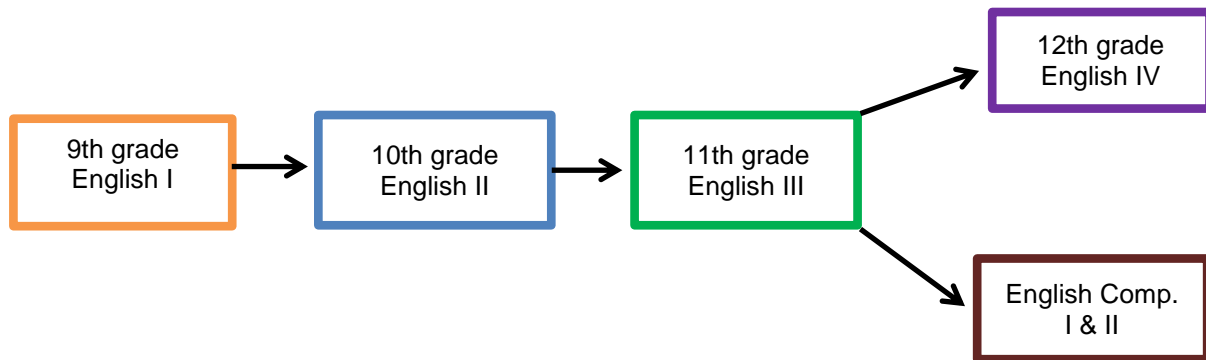 9th grade
English I
10th grade
English II
11th grade
English III
12th grade
English IV
English Comp.
I & II